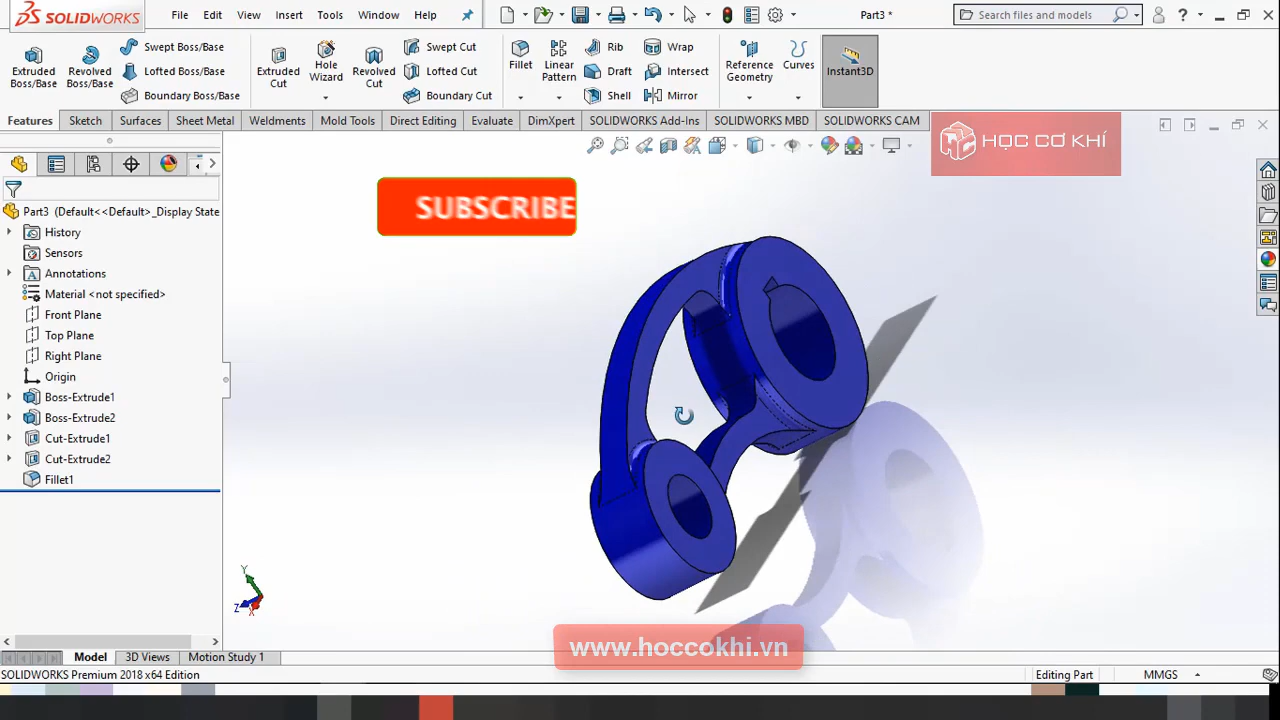 SOLIDWORKS File Edit View Insert Tools Window Help Part3 * Search files and models ?
Extruded Boss/Base
Revolved Boss/Base
Swept Boss/Base
Lofted Boss/Base
Boundary Boss/Base
Extruded Cut
Hole Wizard
Revolved Cut
Swept Cut
Lofted Cut
Boundary Cut
Fillet
Linear Pattern
Rib
Draft
Shell
Wrap
Intersect
Mirror
Reference Geometry
Curves
Instant3D
Features Sketch Surfaces Sheet Metal Weldments Mold Tools Direct Editing Evaluate DimXpert SOLIDWORKS Add-Ins SOLIDWORKS MBD SOLIDWORKS CAM
HỌC CƠ KHÍ
SUBSCRIBE
Part3 (Default<<Default>_Display State
History
Sensors
Annotations
Material <not specified>
Front Plane
Top Plane
Right Plane
Origin
Boss-Extrude1
Boss-Extrude2
Cut-Extrude1
Cut-Extrude2
Fillet1
Y
Z
X
www.hoccokhi.vn
Model 3D Views Motion Study 1
SOLIDWORKS Premium 2018 x64 Edition Editing Part MMGS